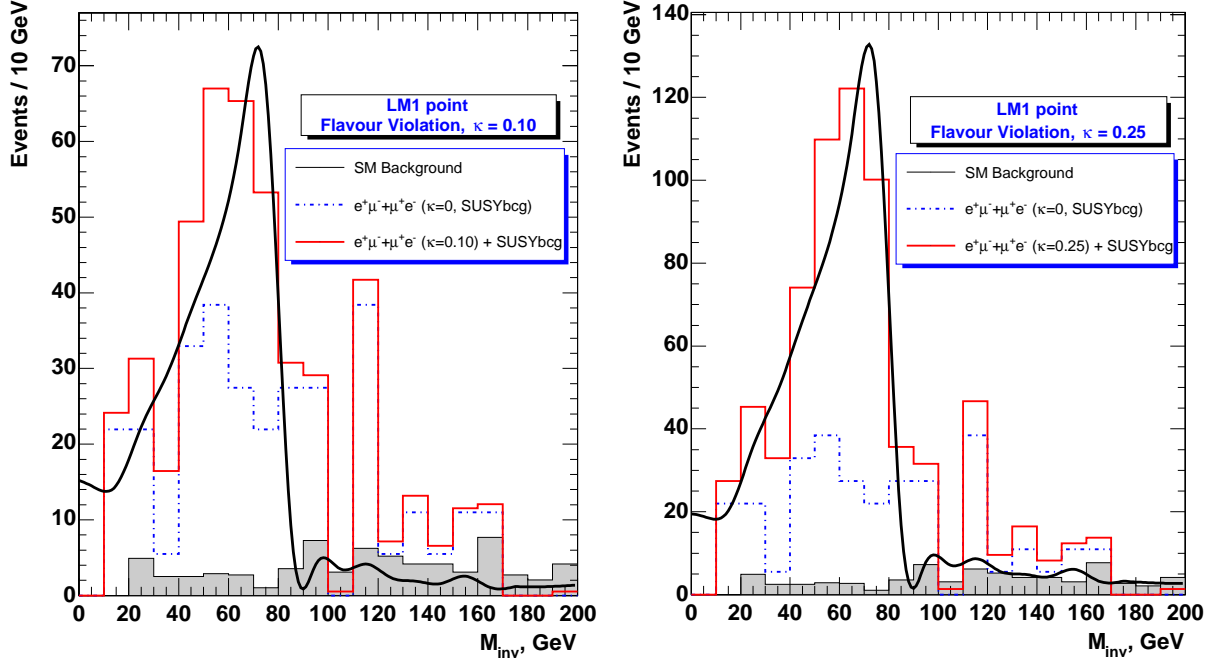 Events / 10 GeV
70
60
50
40
30
20
10
0
LM1 point
Flavour Violation, κ = 0.10
SM Background
e⁺μ⁻+μ⁺e⁻ (κ=0, SUSYbcg)
e⁺μ⁻+μ⁺e⁻ (κ=0.10) + SUSYbcg
0 20 40 60 80 100 120 140 160 180 200
M_inv, GeV
Events / 10 GeV
140
120
100
80
60
40
20
0
LM1 point
Flavour Violation, κ = 0.25
SM Background
e⁺μ⁻+μ⁺e⁻ (κ=0, SUSYbcg)
e⁺μ⁻+μ⁺e⁻ (κ=0.25) + SUSYbcg
0 20 40 60 80 100 120 140 160 180 200
M_inv, GeV